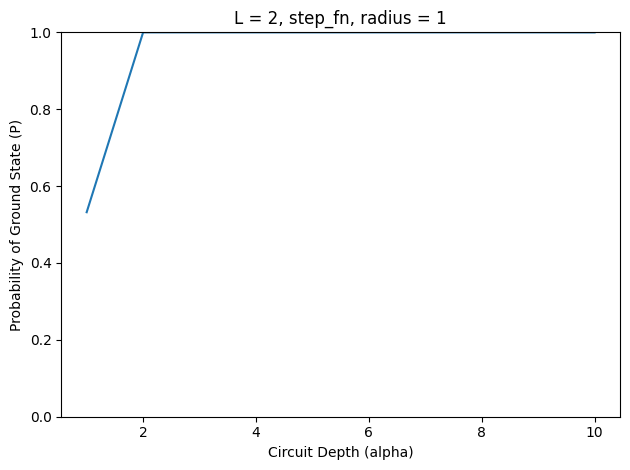 L = 2, step_fn, radius = 1
Probability of Ground State (P)
1.0
0.8
0.6
0.4
0.2
0.0
2 4 6 8 10
Circuit Depth (alpha)